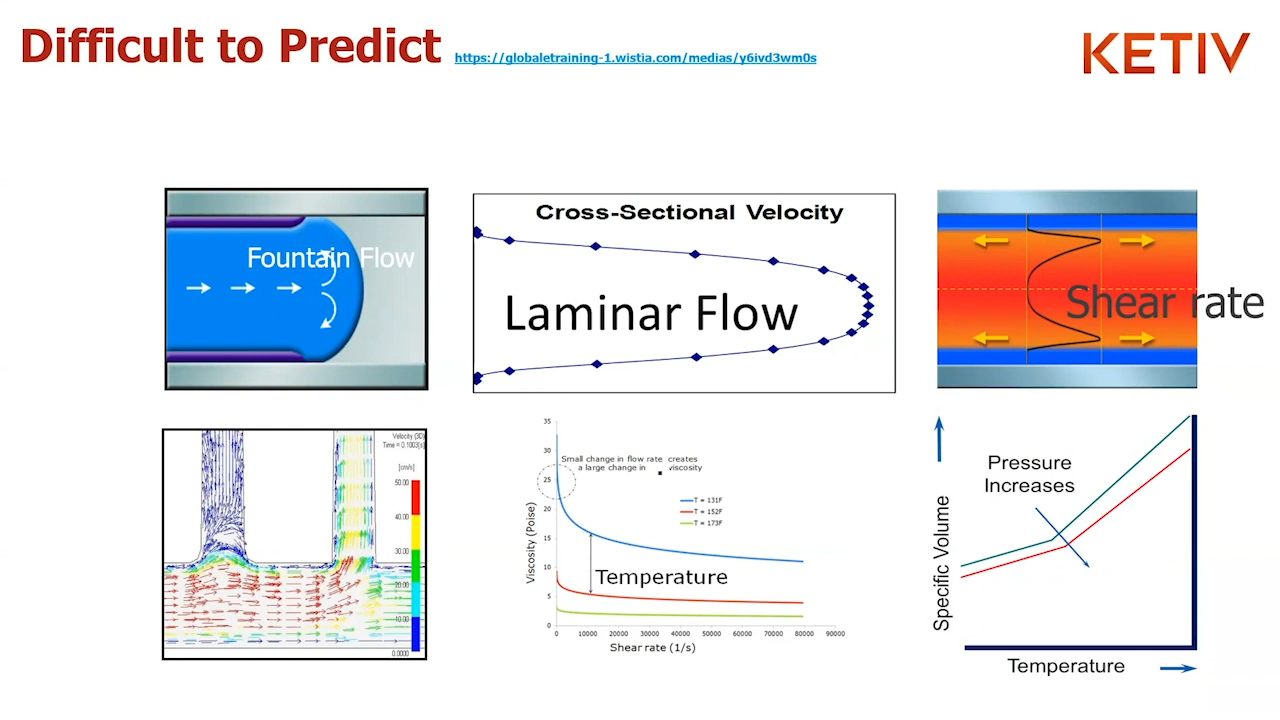 Difficult to Predict https://globaletraining-1.wistia.com/medias/y6ivd3wm0s
KETIV
Fountain Flow
Cross-Sectional Velocity
Laminar Flow
Shear rate
Velocity (3D)
Time = 0.1003[s]
[cm/s]
50.00
40.00
30.00
20.00
10.00
0.0000
35
30
25
20
15
10
5
0
Viscosity (Poise)
Small change in flow rate creates
a large change in viscosity
T = 131F
T = 152F
T = 173F
Temperature
0 10000 20000 30000 40000 50000 60000 70000 80000 90000
Shear rate (1/s)
Pressure
Increases
Specific Volume
Temperature